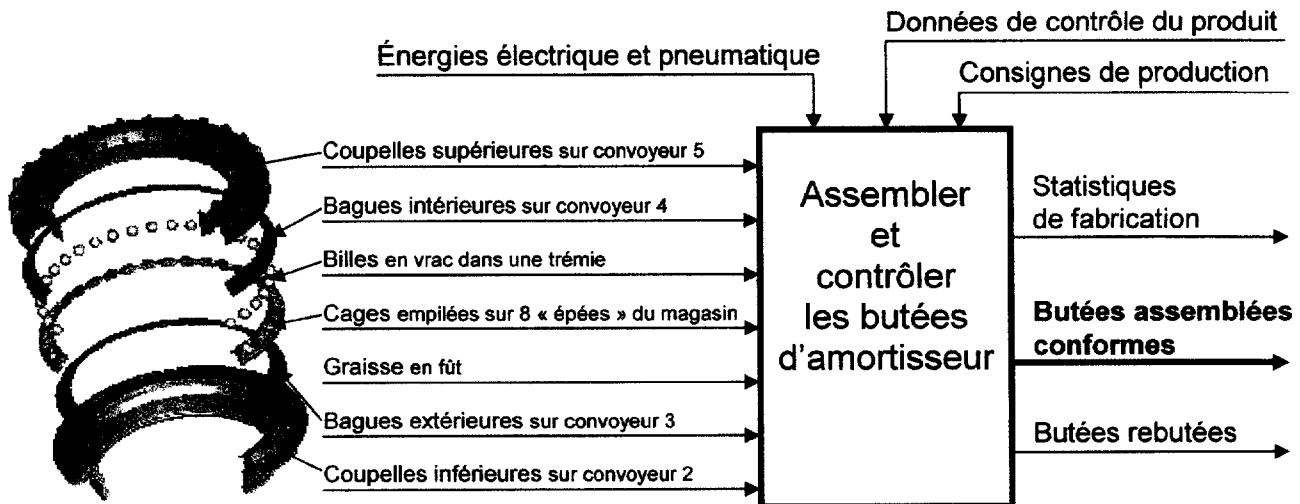 Données de contrôle du produit
Énergies électrique et pneumatique
Consignes de production
Coupelles supérieures sur convoyeur 5
Bagues intérieures sur convoyeur 4
Billes en vrac dans une trémie
Cages empilées sur 8 « épées » du magasin
Graisse en fût
Bagues extérieures sur convoyeur 3
Coupelles inférieures sur convoyeur 2
Assembler
et
contrôler
les butées
d'amortisseur
Statistiques
de fabrication
Butées assemblées
conformes
Butées rebutées